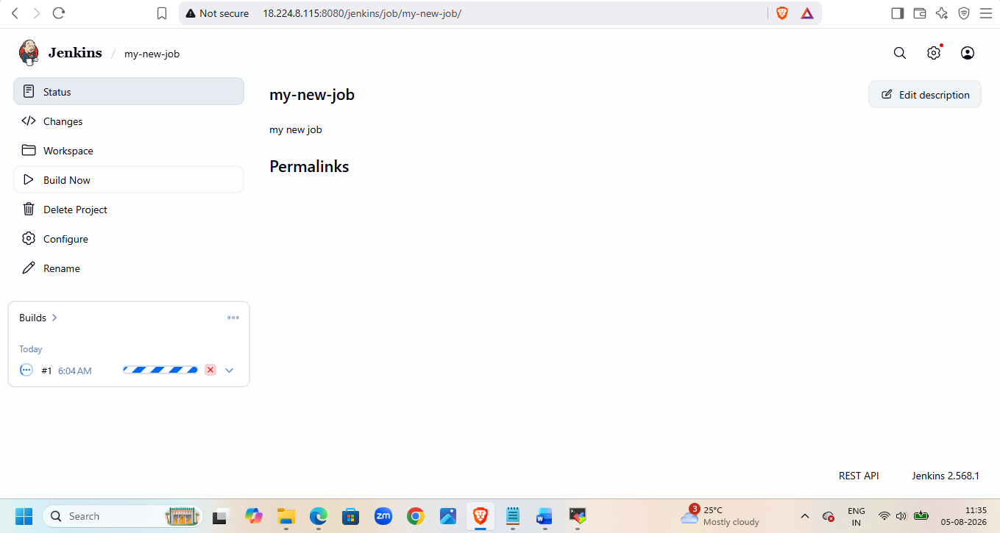 Not secure 18.224.8.115:8080/jenkins/job/my-new-job/
Jenkins / my-new-job
Status
Changes
Workspace
Build Now
Delete Project
Configure
Rename
Builds
Today
#1 6:04 AM
my-new-job
Edit description
my new job
Permalinks
REST API Jenkins 2.568.1
Search
zm
W
3
25°C
Mostly cloudy
ENG
IN
11:35
05-08-2026